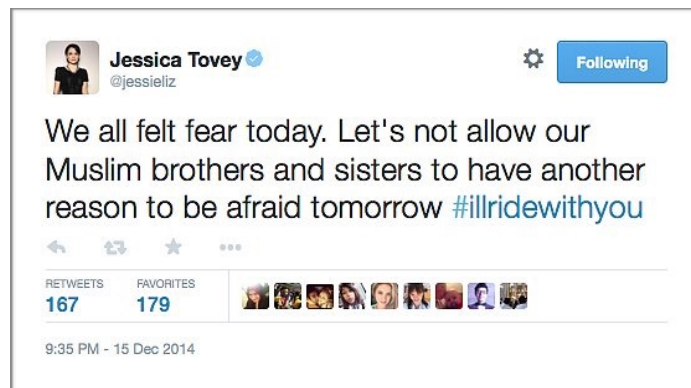 Jessica Tovey
Following
@jessieliz
We all felt fear today. Let's not allow our
Muslim brothers and sisters to have another
reason to be afraid tomorrow #illridewithyou
RETWEETS FAVORITES
167 179
9:35 PM - 15 Dec 2014